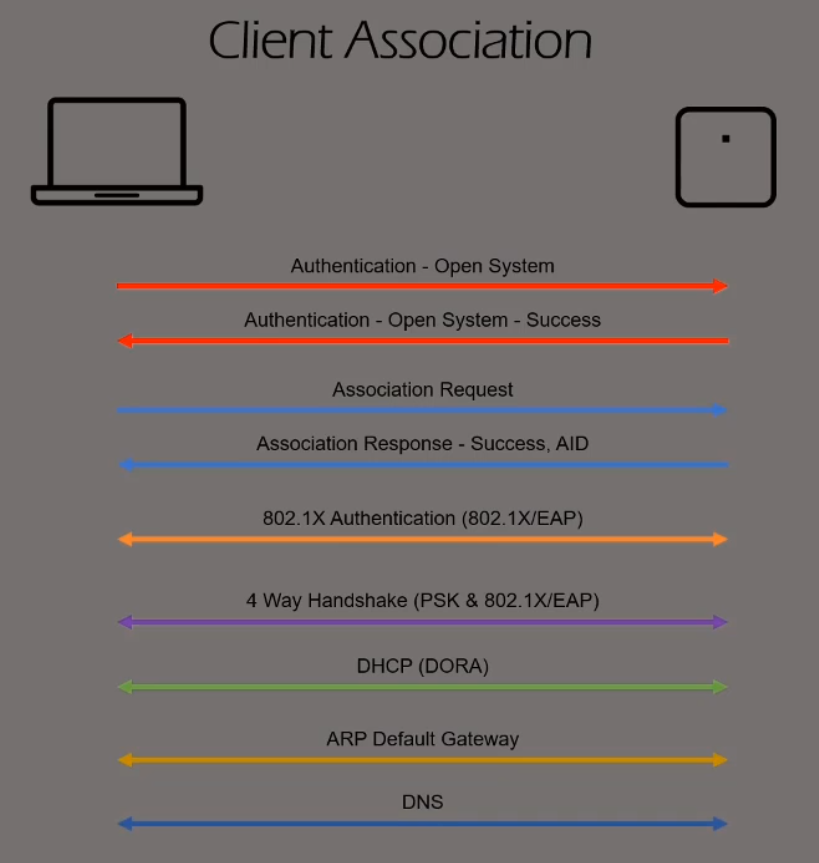 Client Association
Authentication - Open System
Authentication - Open System - Success
Association Request
Association Response - Success, AID
802.1X Authentication (802.1X/EAP)
4 Way Handshake (PSK & 802.1X/EAP)
DHCP (DORA)
ARP Default Gateway
DNS